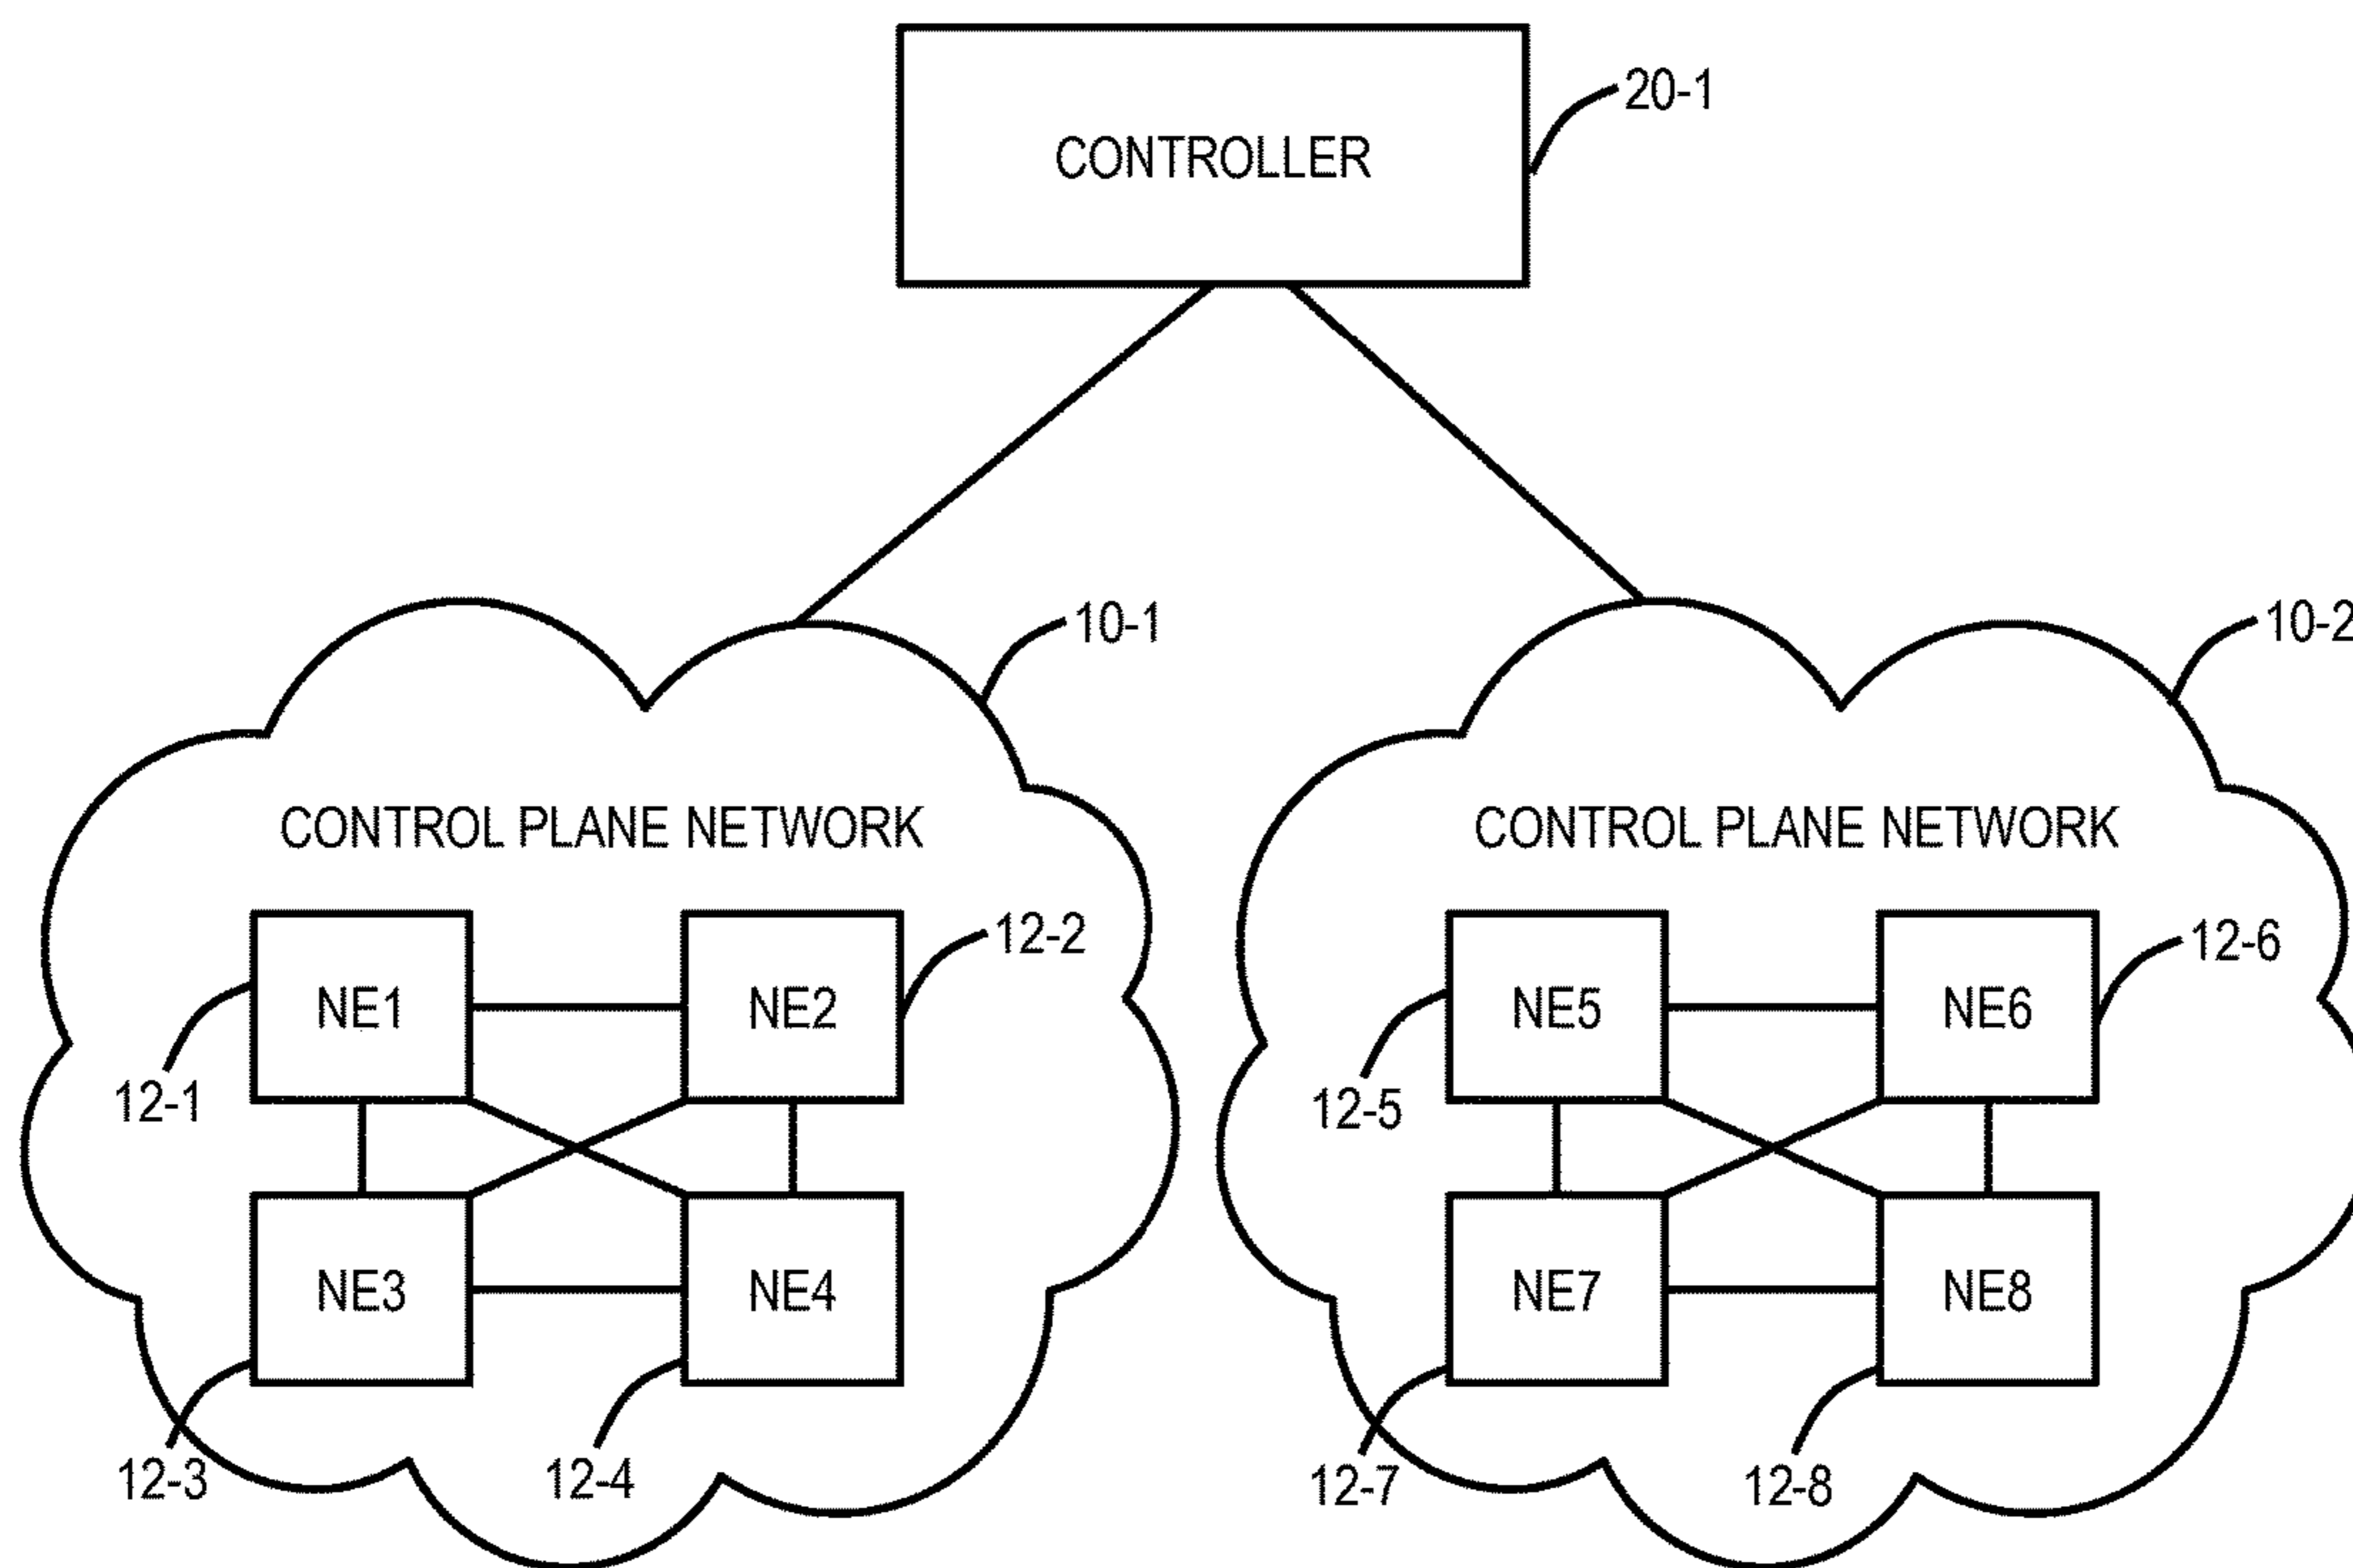 CONTROLLER
20-1
10-1
10-2
CONTROL PLANE NETWORK
CONTROL PLANE NETWORK
NE1
NE2
12-2
12-1
NE3
NE4
12-3
12-4
NE5
NE6
12-6
12-5
NE7
NE8
12-7
12-8